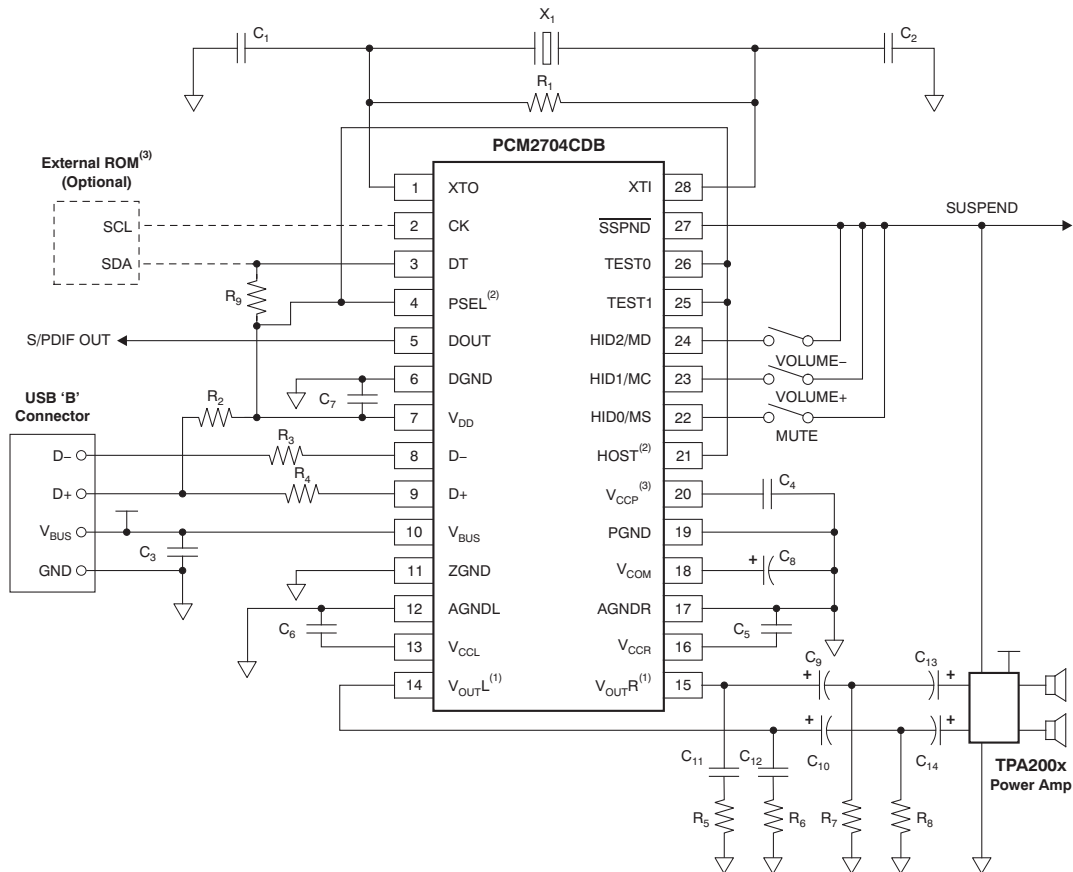 X1
C1
C2
R1
PCM2704CDB
External ROM(3)
(Optional)
SCL
SDA
R9
S/PDIF OUT
USB ‘B’
Connector
D–
D+
VBUS
GND
R2
R3
R4
C3
C7
C6
1 XTO
2 CK
3 DT
4 PSEL(2)
5 DOUT
6 DGND
7 VDD
8 D–
9 D+
10 VBUS
11 ZGND
12 AGNDL
13 VCCL
14 VOUTL(1)
XTI 28
SSPND 27
TEST0 26
TEST1 25
HID2/MD 24
HID1/MC 23
HID0/MS 22
HOST(2) 21
VCCP(3) 20
PGND 19
VCOM 18
AGNDR 17
VCCR 16
VOUTR(1) 15
SUSPEND
VOLUME–
VOLUME+
MUTE
C4
+ C8
C5
C9
+
C13
+
+
C10
+
C14
C11
C12
R5
R6
R7
R8
TPA200x
Power Amp